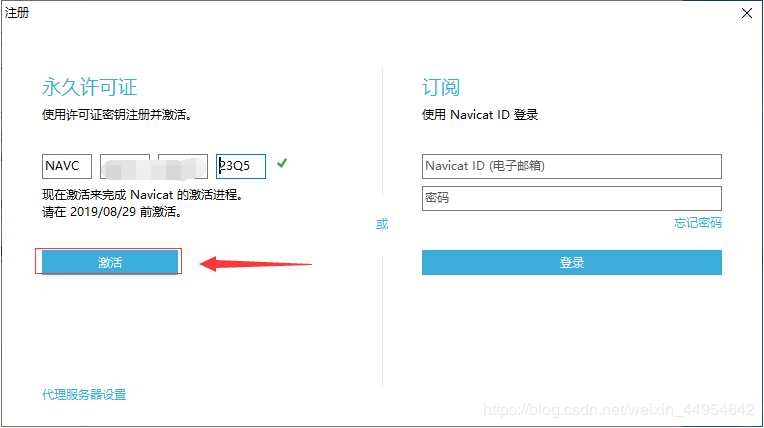 注册
永久许可证
使用许可证密钥注册并激活。
NAVC
23Q5
现在激活来完成 Navicat 的激活进程。
请在 2019/08/29 前激活。
激活
代理服务器设置
或
订阅
使用 Navicat ID 登录
Navicat ID (电子邮箱)
密码
忘记密码
登录
https://blog.csdn.net/weixin_44954642